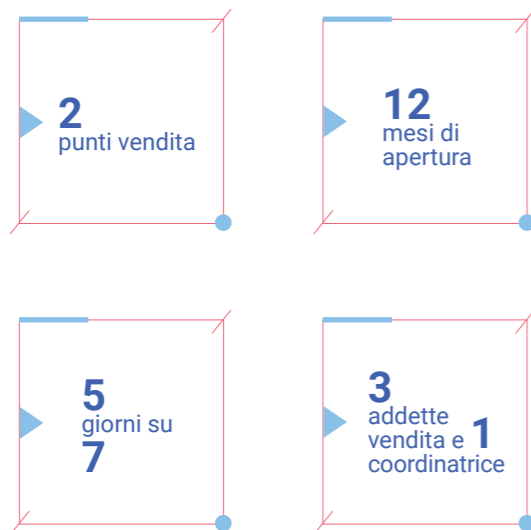 2
punti vendita
12
mesi di
apertura
5
giorni su
7
3
addette
vendita e 1
coordinatrice